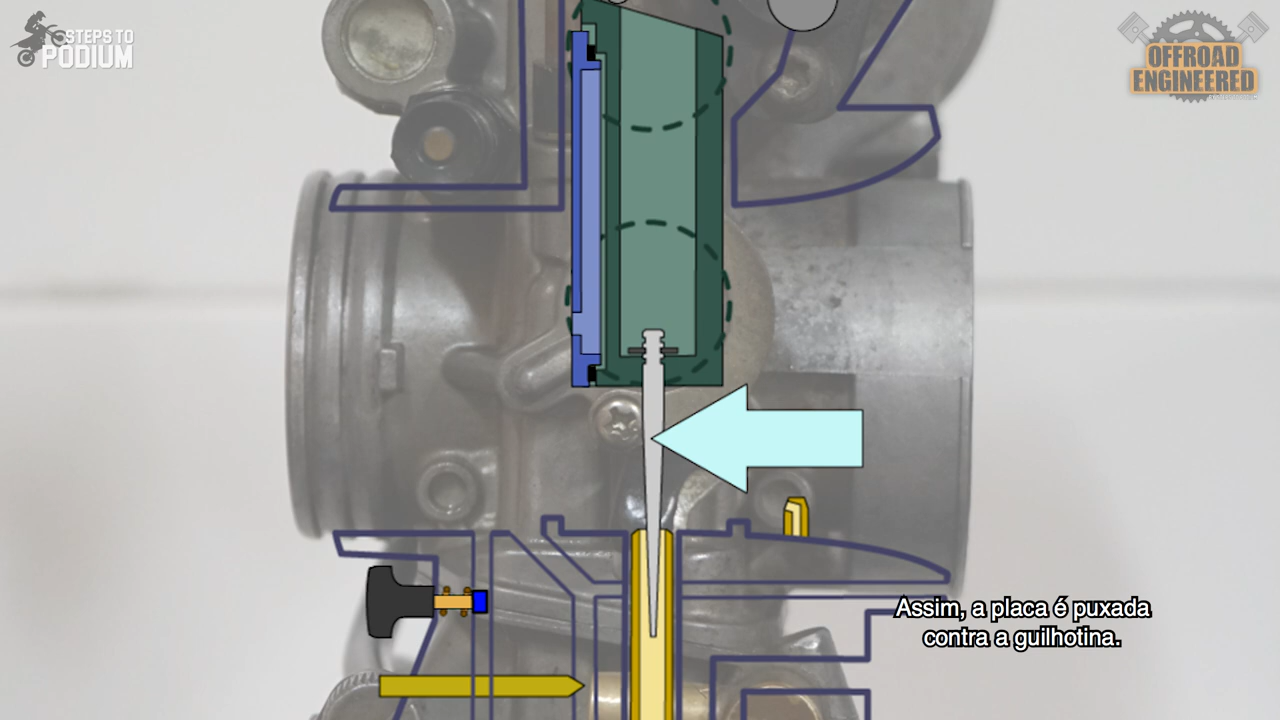 STEPS TO
PODIUM
OFFROAD
ENGINEERED
Assim, a placa é puxada
contra a guilhotina.